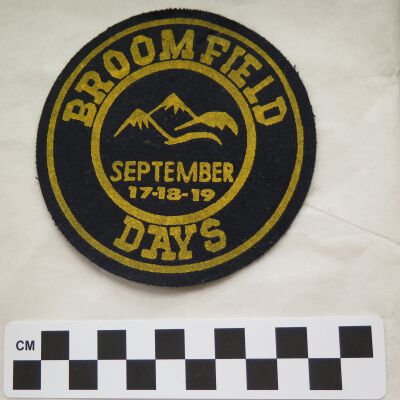 BROOMFIELD
SEPTEMBER
17-18-19
DAYS
CM